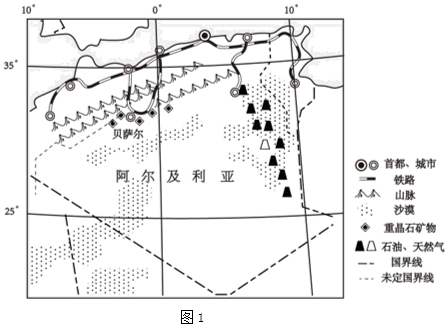 10° 0° 10°
35° 35°
贝萨尔
阿尔及利亚
25° 25°
首都、城市
铁路
山脉
沙漠
重晶石矿物
石油、天然气
国界线
未定国界线
图1